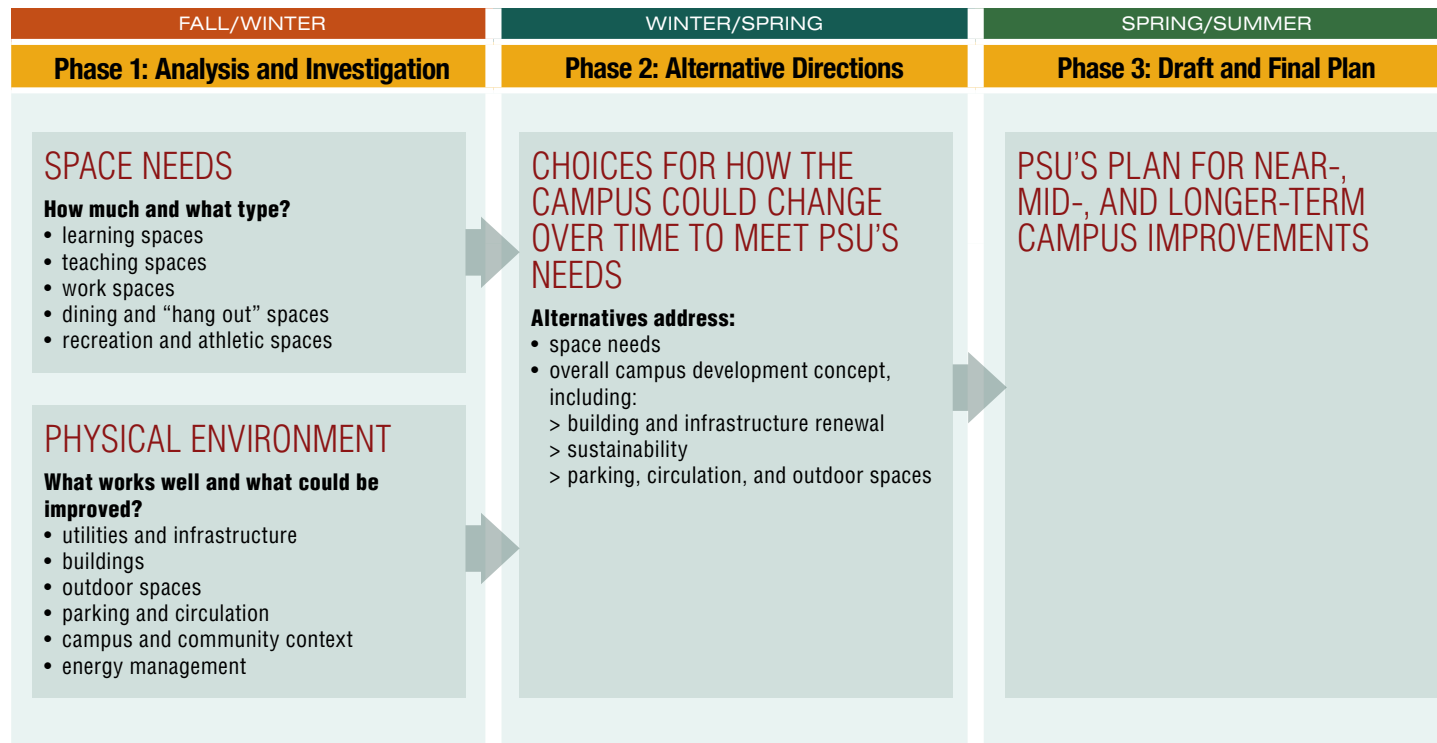 FALL/WINTER
Phase 1: Analysis and Investigation
SPACE NEEDS
How much and what type?
• learning spaces
• teaching spaces
• work spaces
• dining and “hang out” spaces
• recreation and athletic spaces
PHYSICAL ENVIRONMENT
What works well and what could be
improved?
• utilities and infrastructure
• buildings
• outdoor spaces
• parking and circulation
• campus and community context
• energy management
WINTER/SPRING
Phase 2: Alternative Directions
CHOICES FOR HOW THE
CAMPUS COULD CHANGE
OVER TIME TO MEET PSU’S
NEEDS
Alternatives address:
• space needs
• overall campus development concept,
including:
> building and infrastructure renewal
> sustainability
> parking, circulation, and outdoor spaces
SPRING/SUMMER
Phase 3: Draft and Final Plan
PSU’S PLAN FOR NEAR-,
MID-, AND LONGER-TERM
CAMPUS IMPROVEMENTS